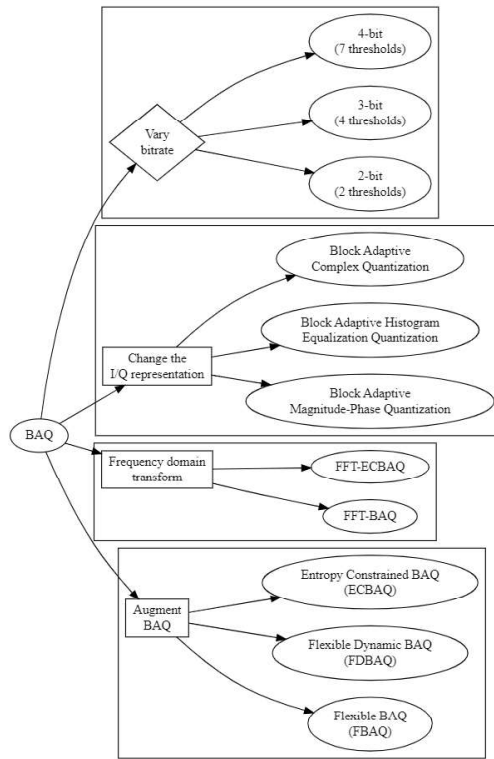 4-bit
(7 thresholds)
3-bit
(4 thresholds)
2-bit
(2 thresholds)
Vary
bitrate
Block Adaptive
Complex Quantization
Block Adaptive Histogram
Equalization Quantization
Block Adaptive
Magnitude-Phase Quantization
Change the
I/Q representation
BAQ
Frequency domain
transform
FFT-ECBAQ
FFT-BAQ
Entropy Constrained BAQ
(ECBAQ)
Flexible Dynamic BAQ
(FDBAQ)
Flexible BAQ
(FBAQ)
Augment
BAQ